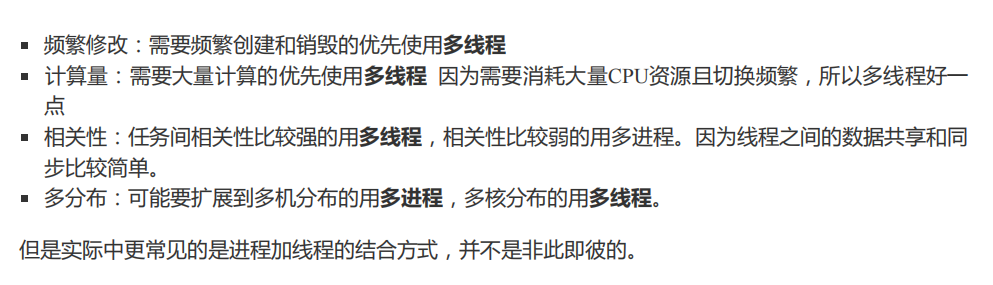 ▪ 频繁修改：需要频繁创建和销毁的优先使用多线程
▪ 计算量：需要大量计算的优先使用多线程 因为需要消耗大量CPU资源且切换频繁，所以多线程好一
点
▪ 相关性：任务间相关性比较强的用多线程，相关性比较弱的用多进程。因为线程之间的数据共享和同
步比较简单。
▪ 多分布：可能要扩展到多机分布的用多进程，多核分布的用多线程。
但是实际中更常见的是进程加线程的结合方式，并不是非此即彼的。